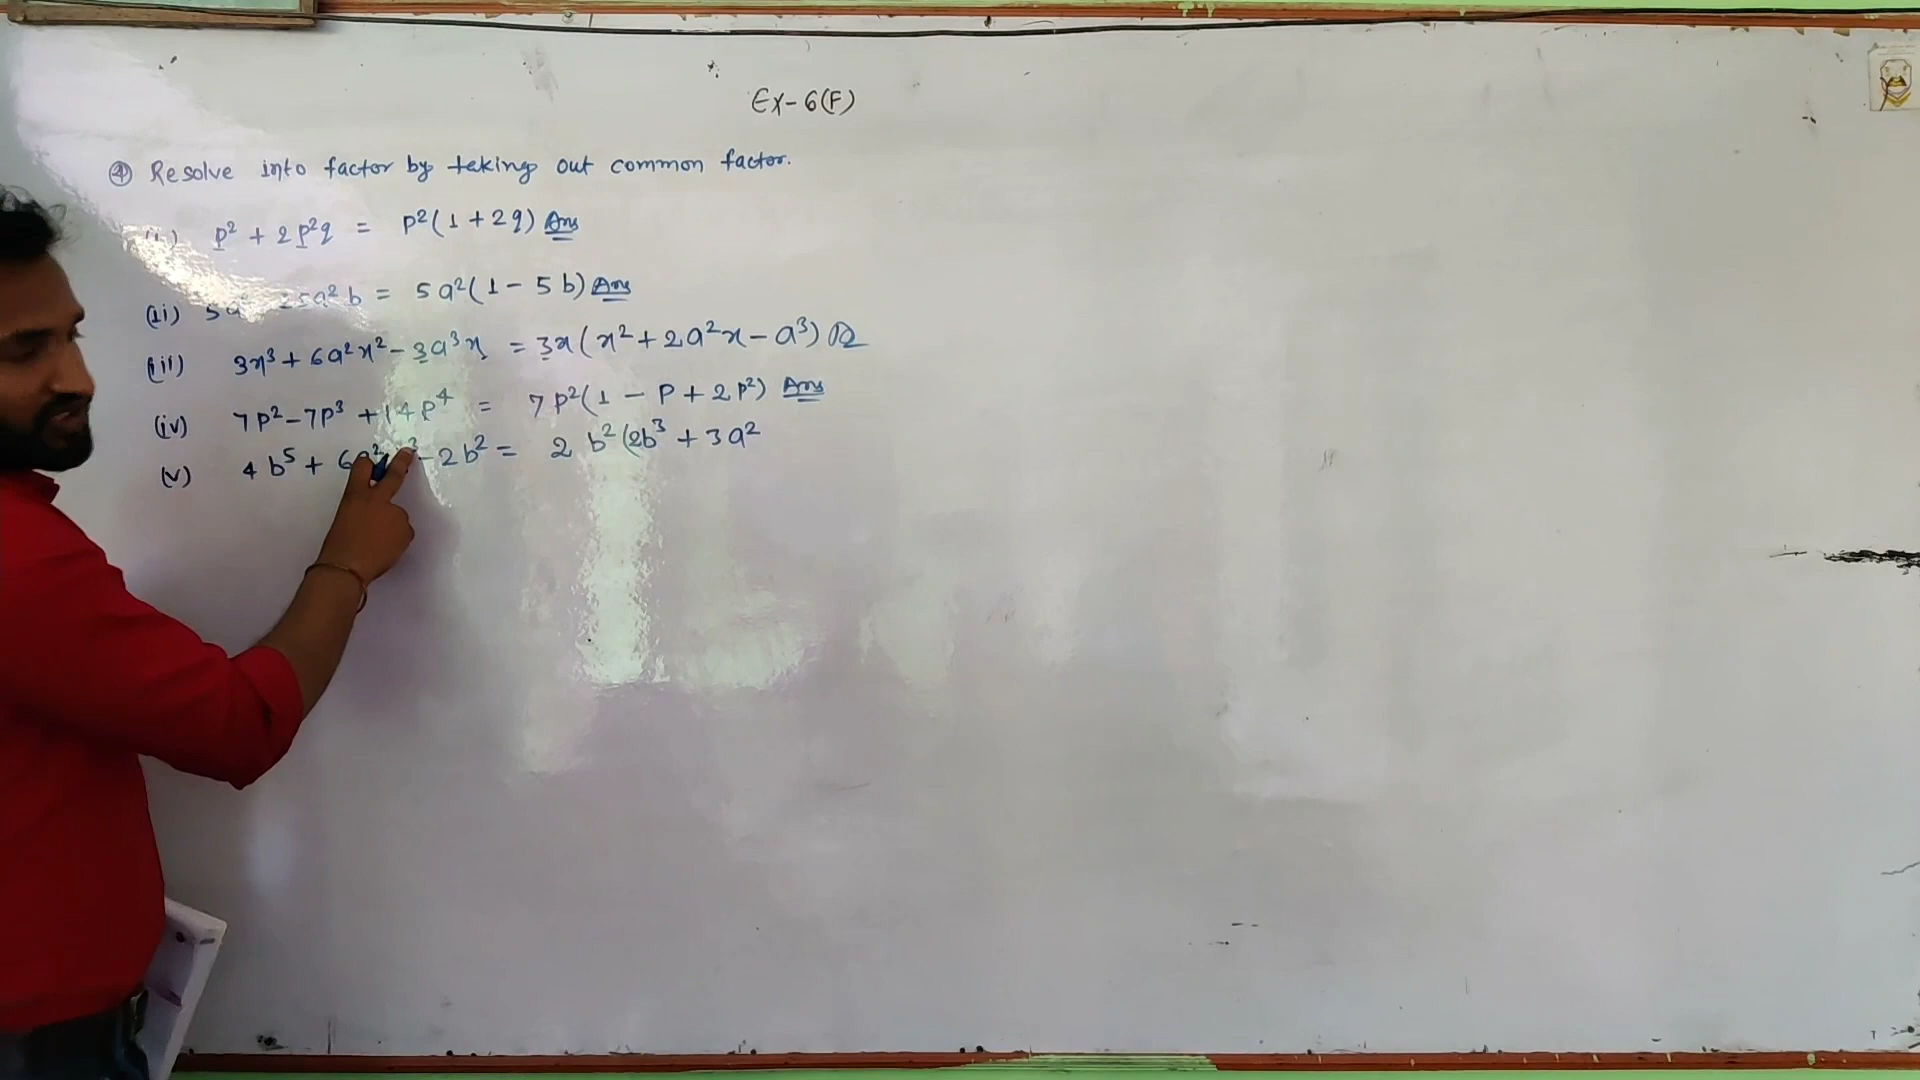 Ex-6(F)
④ Resolve into factor by taking out common factor.
(i) p² + 2p²q = p²(1 + 2q) Ans
(ii) 5a² 25a²b = 5a²(1 - 5b) Ans
(iii) 3x³ + 6a²x² - 3a³x = 3x(x² + 2a²x - a³)
(iv) 7p² - 7p³ + 14p⁴ = 7p²(1 - P + 2p²) Ans
(v) 4b⁵ + 6a² ³ - 2b² = 2b²(2b³ + 3a²